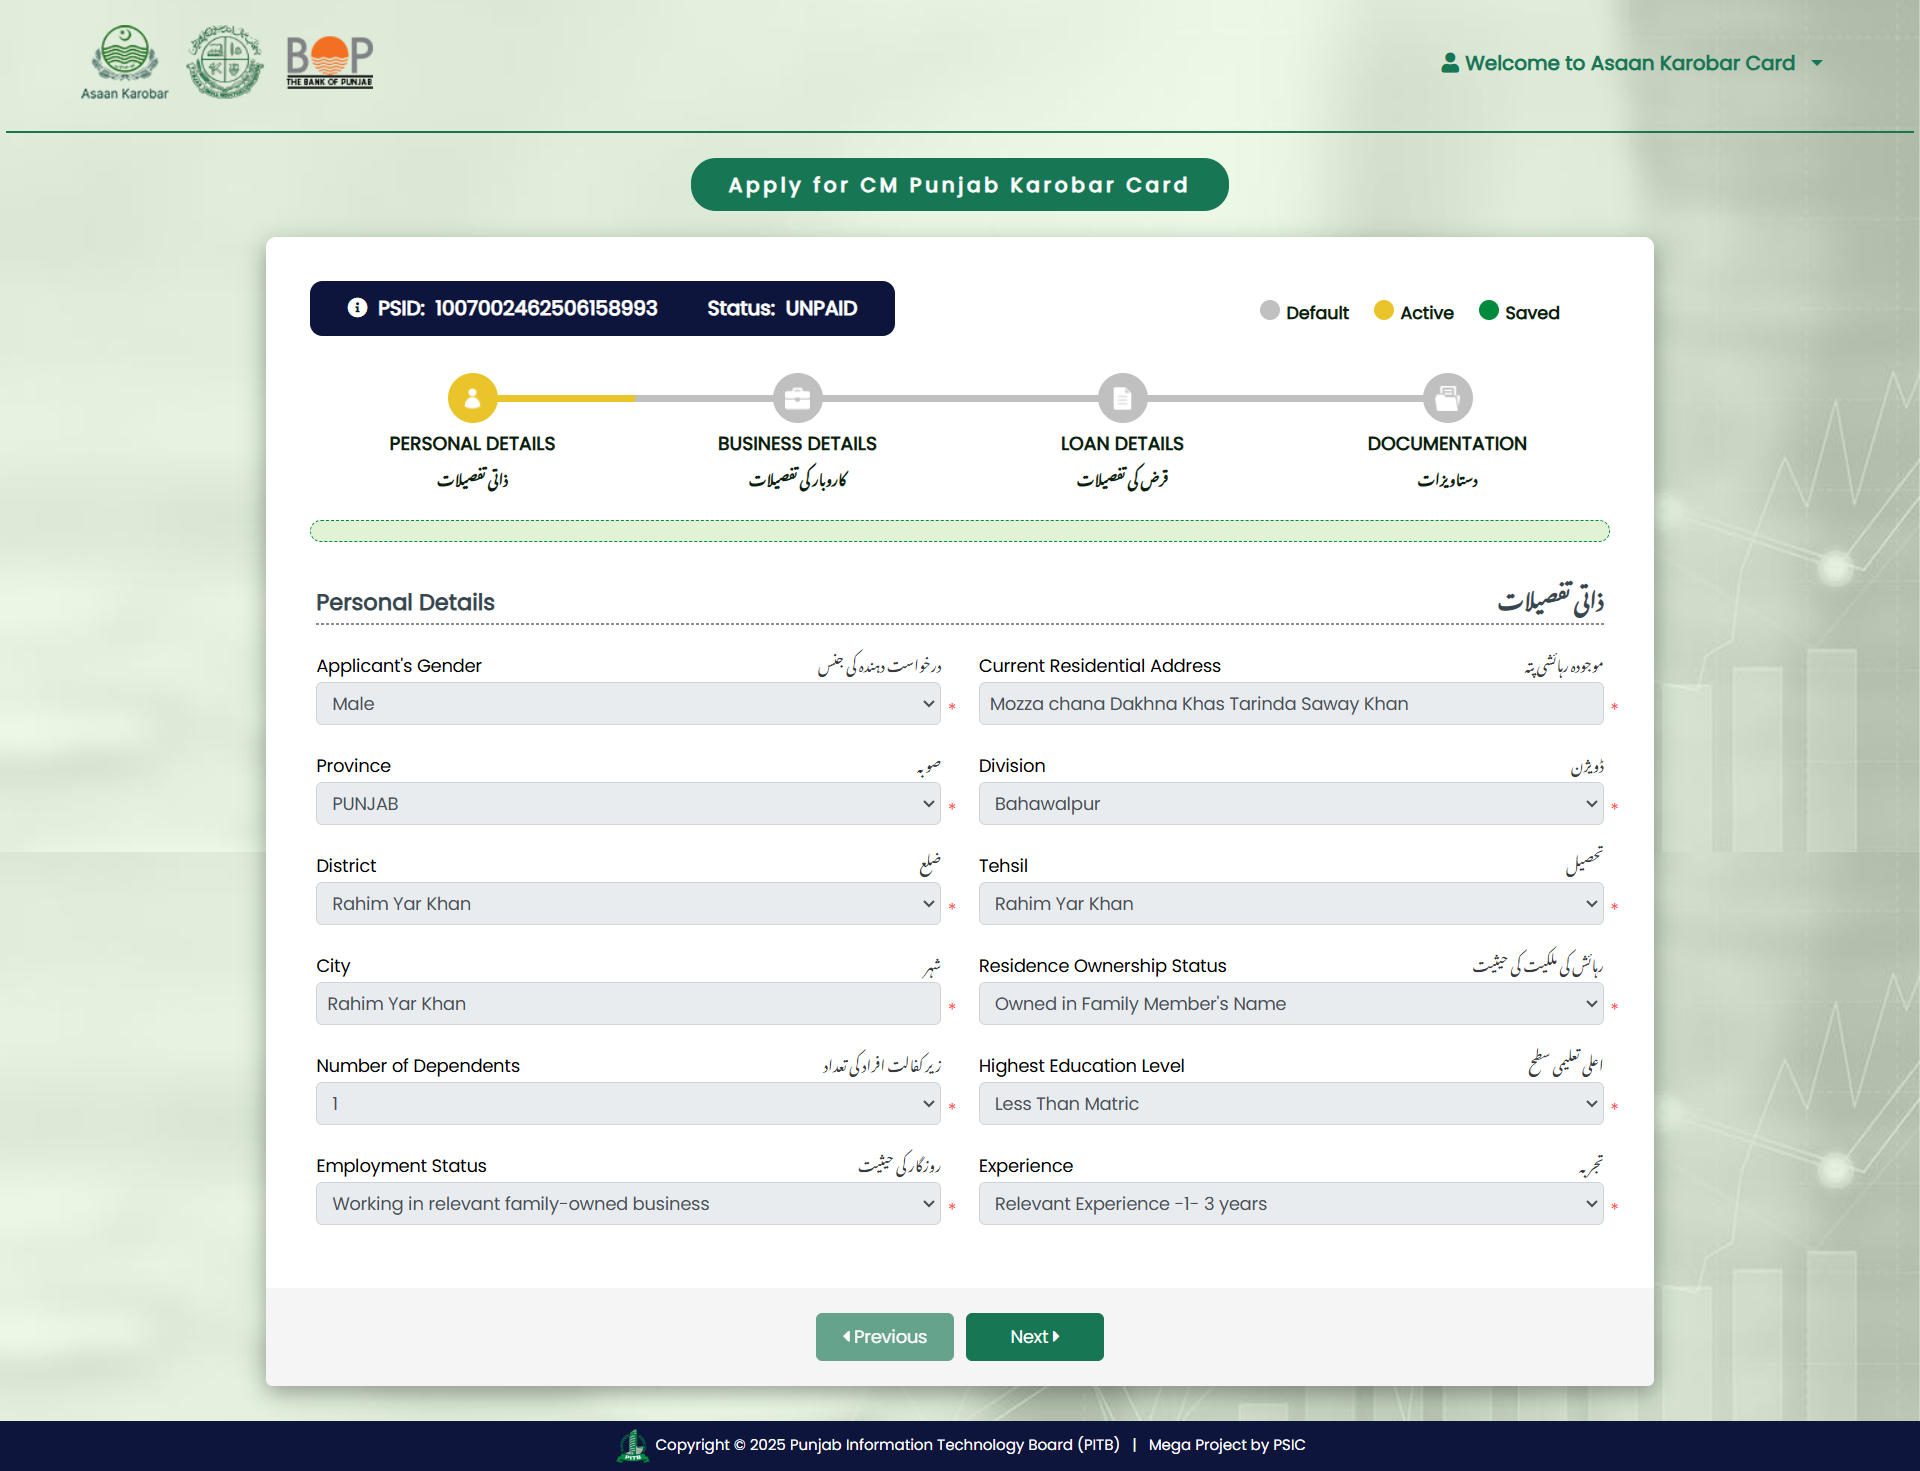 Asaan Karobar
BOP
THE BANK OF PUNJAB
Welcome to Asaan Karobar Card
Apply for CM Punjab Karobar Card
PSID: 1007002462506158993 Status: UNPAID
Default Active Saved
PERSONAL DETAILS BUSINESS DETAILS LOAN DETAILS DOCUMENTATION
ذاتی تفصیلات کاروبار کی تفصیلات قرض کی تفصیلات دستاویزات
Personal Details ذاتی تفصیلات
Applicant's Gender درخواست دہندہ کی جنس
Male *
Current Residential Address موجودہ رہائشی پتہ
Mozza chana Dakhna Khas Tarinda Saway Khan *
Province صوبہ
PUNJAB *
Division ڈویژن
Bahawalpur *
District ضلع
Rahim Yar Khan *
Tehsil تحصیل
Rahim Yar Khan *
City شہر
Rahim Yar Khan *
Residence Ownership Status رہائش کی ملکیت کی حیثیت
Owned in Family Member's Name *
Number of Dependents زیر کفالت افراد کی تعداد
1 *
Highest Education Level اعلی تعلیمی سطح
Less Than Matric *
Employment Status روزگار کی حیثیت
Working in relevant family-owned business *
Experience تجربہ
Relevant Experience -1- 3 years *
Previous Next
PITB Copyright © 2025 Punjab Information Technology Board (PITB) | Mega Project by PSIC